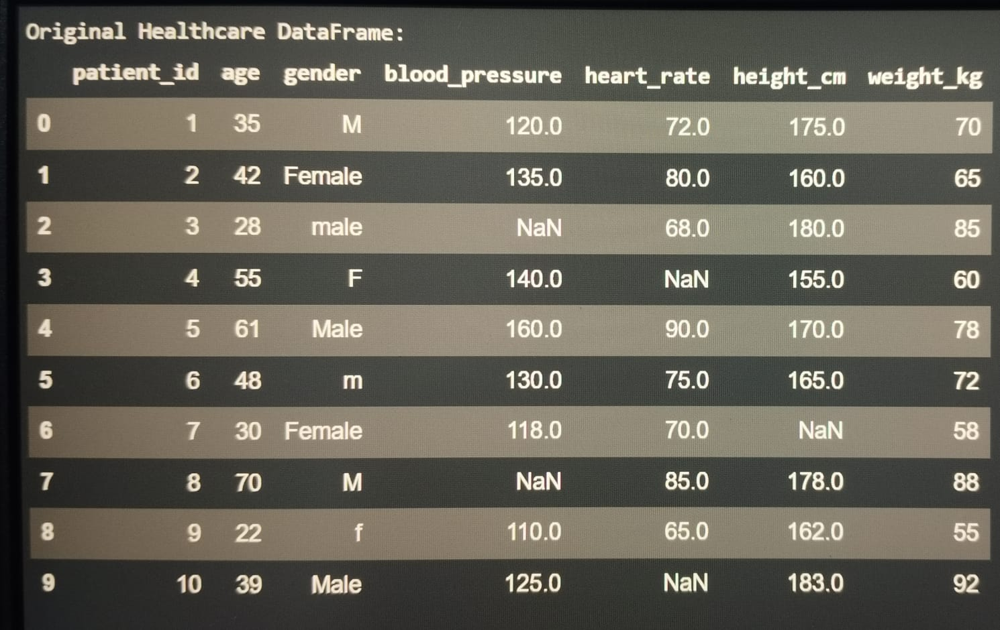 Original Healthcare DataFrame:
patient_id age gender blood_pressure heart_rate height_cm weight_kg
0 1 35 M 120.0 72.0 175.0 70
1 2 42 Female 135.0 80.0 160.0 65
2 3 28 male NaN 68.0 180.0 85
3 4 55 F 140.0 NaN 155.0 60
4 5 61 Male 160.0 90.0 170.0 78
5 6 48 m 130.0 75.0 165.0 72
6 7 30 Female 118.0 70.0 NaN 58
7 8 70 M NaN 85.0 178.0 88
8 9 22 f 110.0 65.0 162.0 55
9 10 39 Male 125.0 NaN 183.0 92